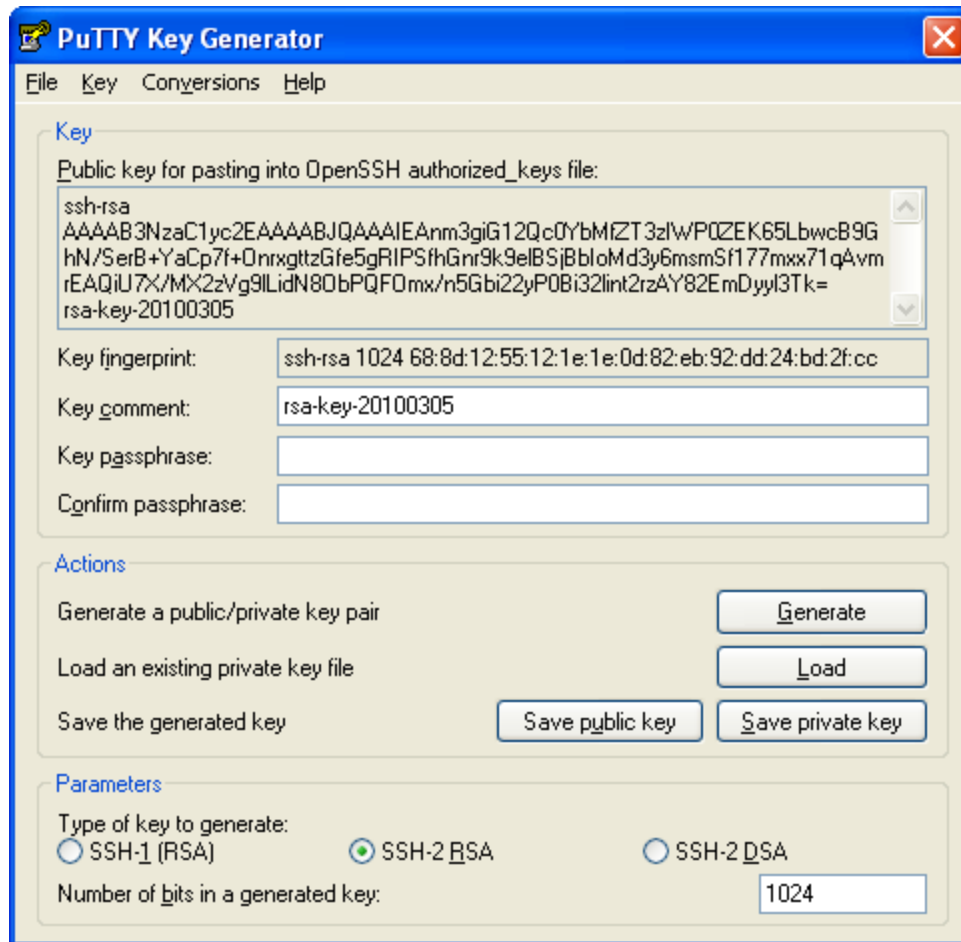 PuTTY Key Generator
File Key Conversions Help
Key
Public key for pasting into OpenSSH authorized_keys file:
ssh-rsa
AAAAB3NzaC1yc2EAAAABJQAAAIEAnm3giG12Qc0YbMfZT3zlWP0ZEK65LbwcB9G
hN/SerB+YaCp7f+OnrxgttzGfe5gRIPSfhGnr9k9elBSjBbloMd3y6msmSf177mxx71qAvm
rEAQiU7X/MX2zVg9lLidN8ObPQFOmx/n5Gbi22yP0Bi32lint2rzAY82EmDyyl3Tk=
rsa-key-20100305
Key fingerprint: ssh-rsa 1024 68:8d:12:55:12:1e:1e:0d:82:eb:92:dd:24:bd:2f:cc
Key comment: rsa-key-20100305
Key passphrase:
Confirm passphrase:
Actions
Generate a public/private key pair Generate
Load an existing private key file Load
Save the generated key Save public key Save private key
Parameters
Type of key to generate:
SSH-1 (RSA) SSH-2 RSA SSH-2 DSA
Number of bits in a generated key: 1024